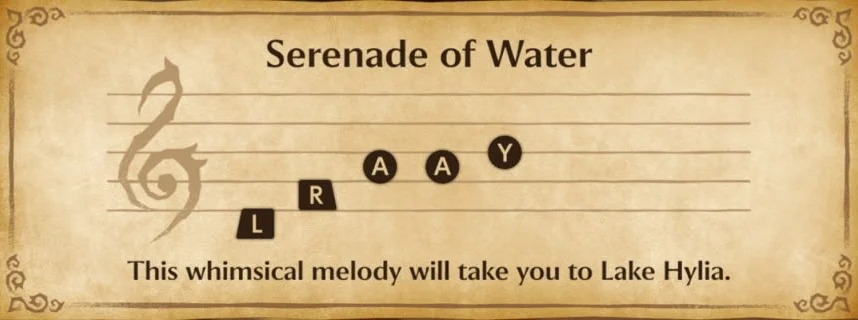 Serenade of Water
L R A A Y
This whimsical melody will take you to Lake Hylia.